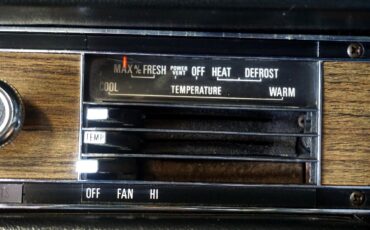 MAX % FRESH POWER VENT OFF HEAT DEFROST
COOL TEMPERATURE WARM
TEMP
OFF FAN HI